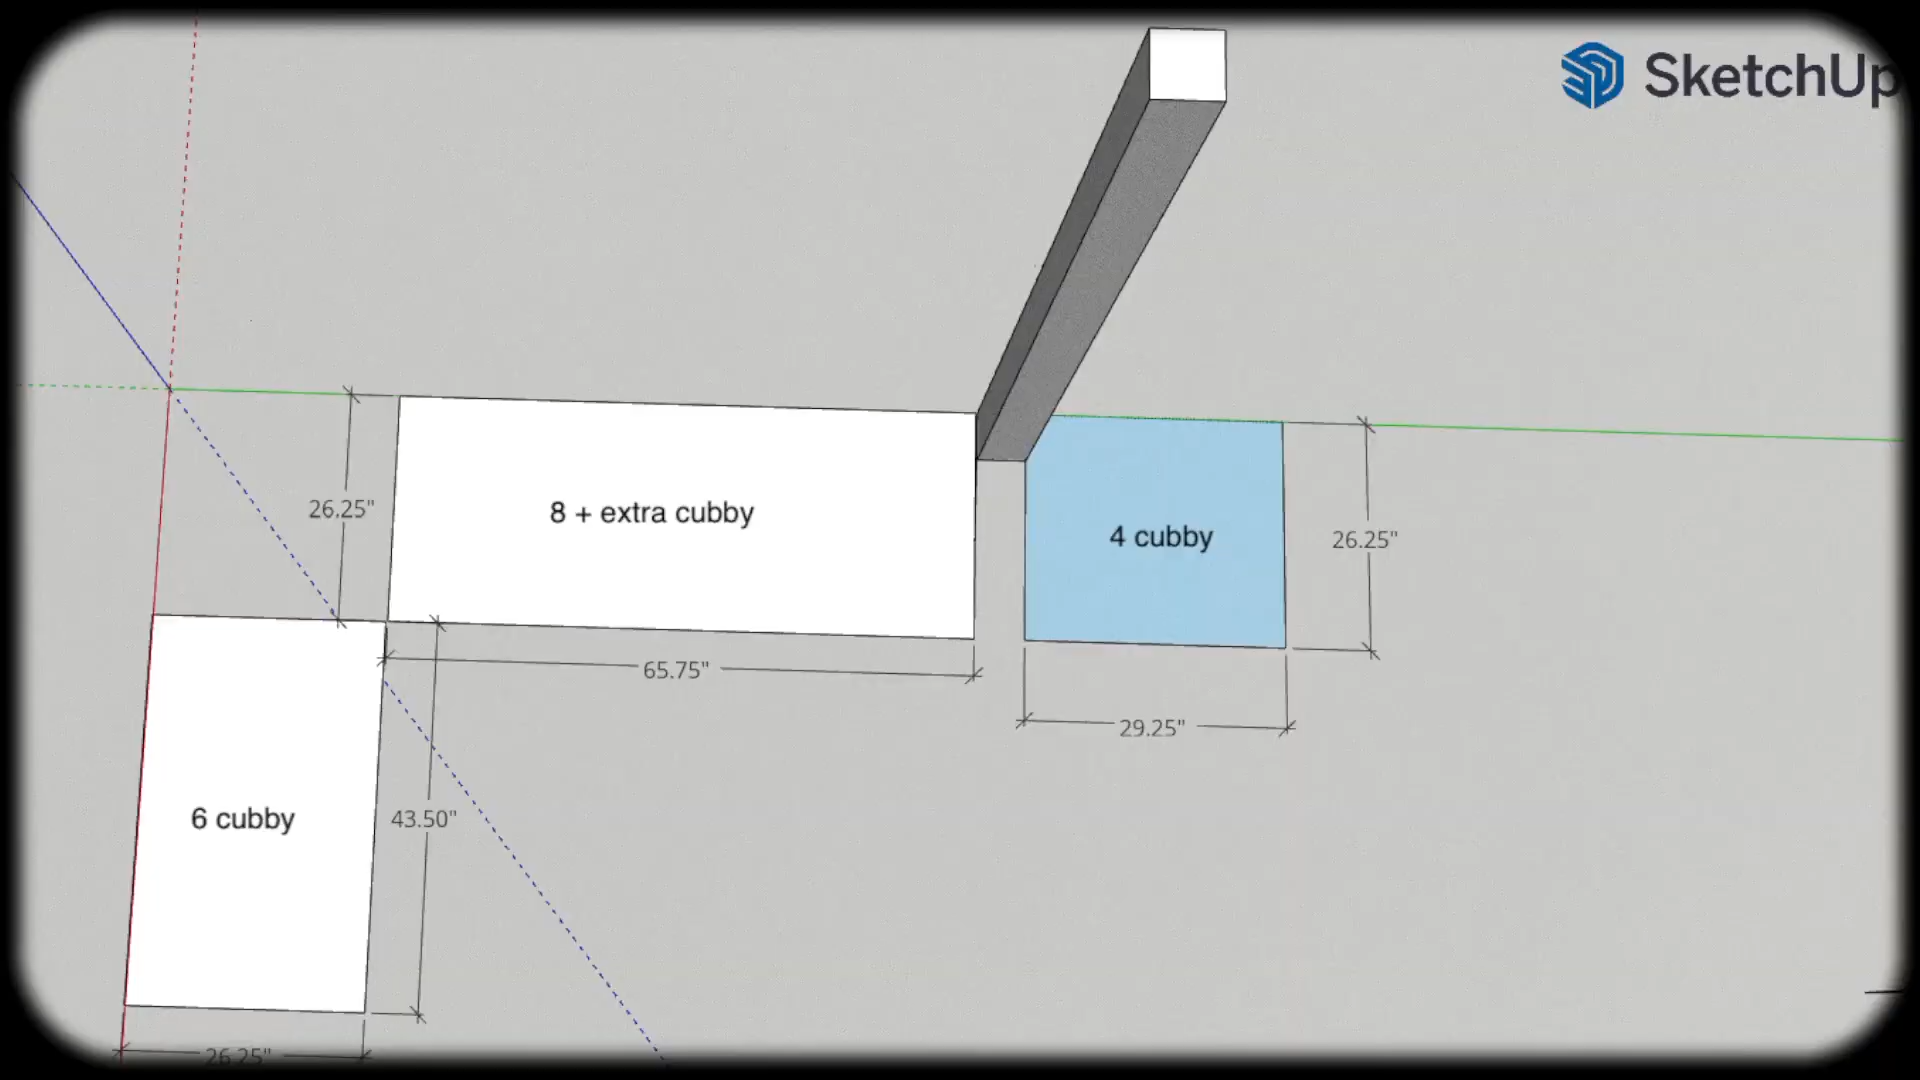 SketchUp
26.25"
8 + extra cubby
4 cubby
26.25"
65.75"
29.25"
6 cubby
43.50"
26.25"